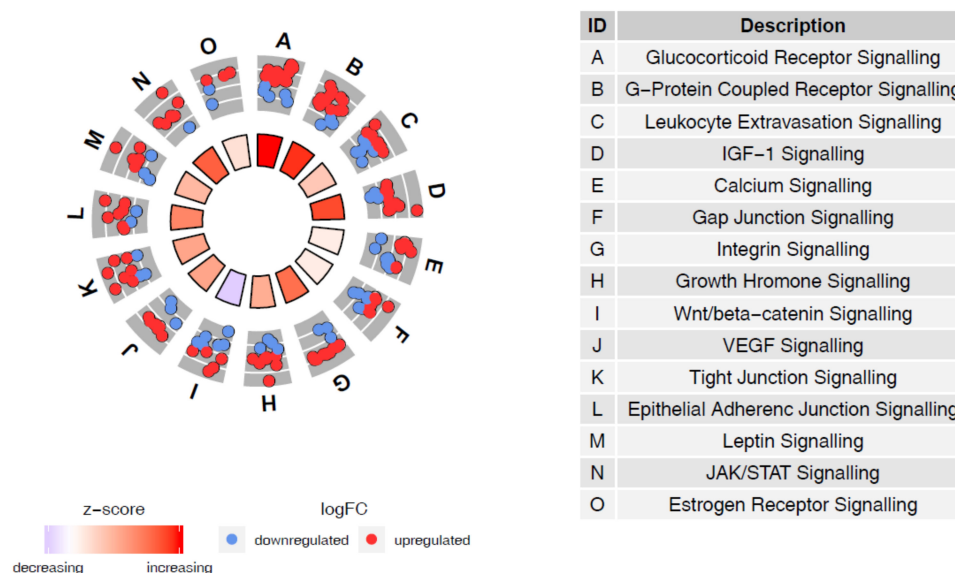 A
B
C
D
E
F
G
H
I
J
K
L
M
N
O
ID Description
A Glucocorticoid Receptor Signalling
B G−Protein Coupled Receptor Signalling
C Leukocyte Extravasation Signalling
D IGF−1 Signalling
E Calcium Signalling
F Gap Junction Signalling
G Integrin Signalling
H Growth Hromone Signalling
I Wnt/beta−catenin Signalling
J VEGF Signalling
K Tight Junction Signalling
L Epithelial Adherenc Junction Signalling
M Leptin Signalling
N JAK/STAT Signalling
O Estrogen Receptor Signalling
z−score
decreasing increasing
logFC
downregulated upregulated